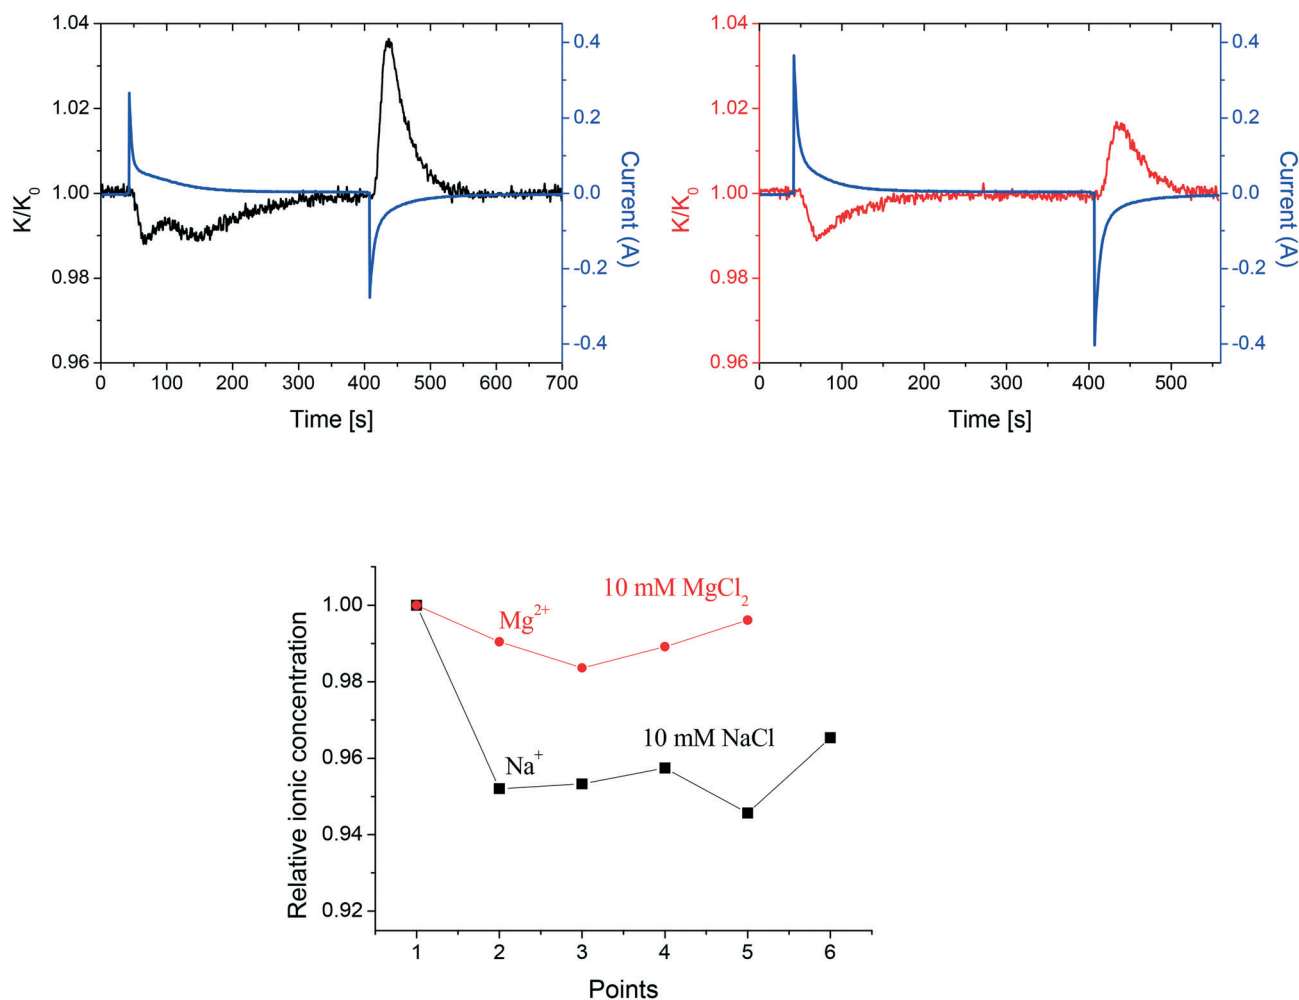 1.04
1.02
1.00
0.98
0.96
K/K0
0 100 200 300 400 500 600 700
Time [s]
0.4
0.2
0.0
-0.2
-0.4
Current (A)
1.04
1.02
1.00
0.98
0.96
K/K0
0 100 200 300 400 500
Time [s]
0.4
0.2
0.0
-0.2
-0.4
Current (A)
1.00
0.98
0.96
0.94
0.92
Relative ionic concentration
10 mM MgCl2
Mg2+
10 mM NaCl
Na+
1 2 3 4 5 6
Points